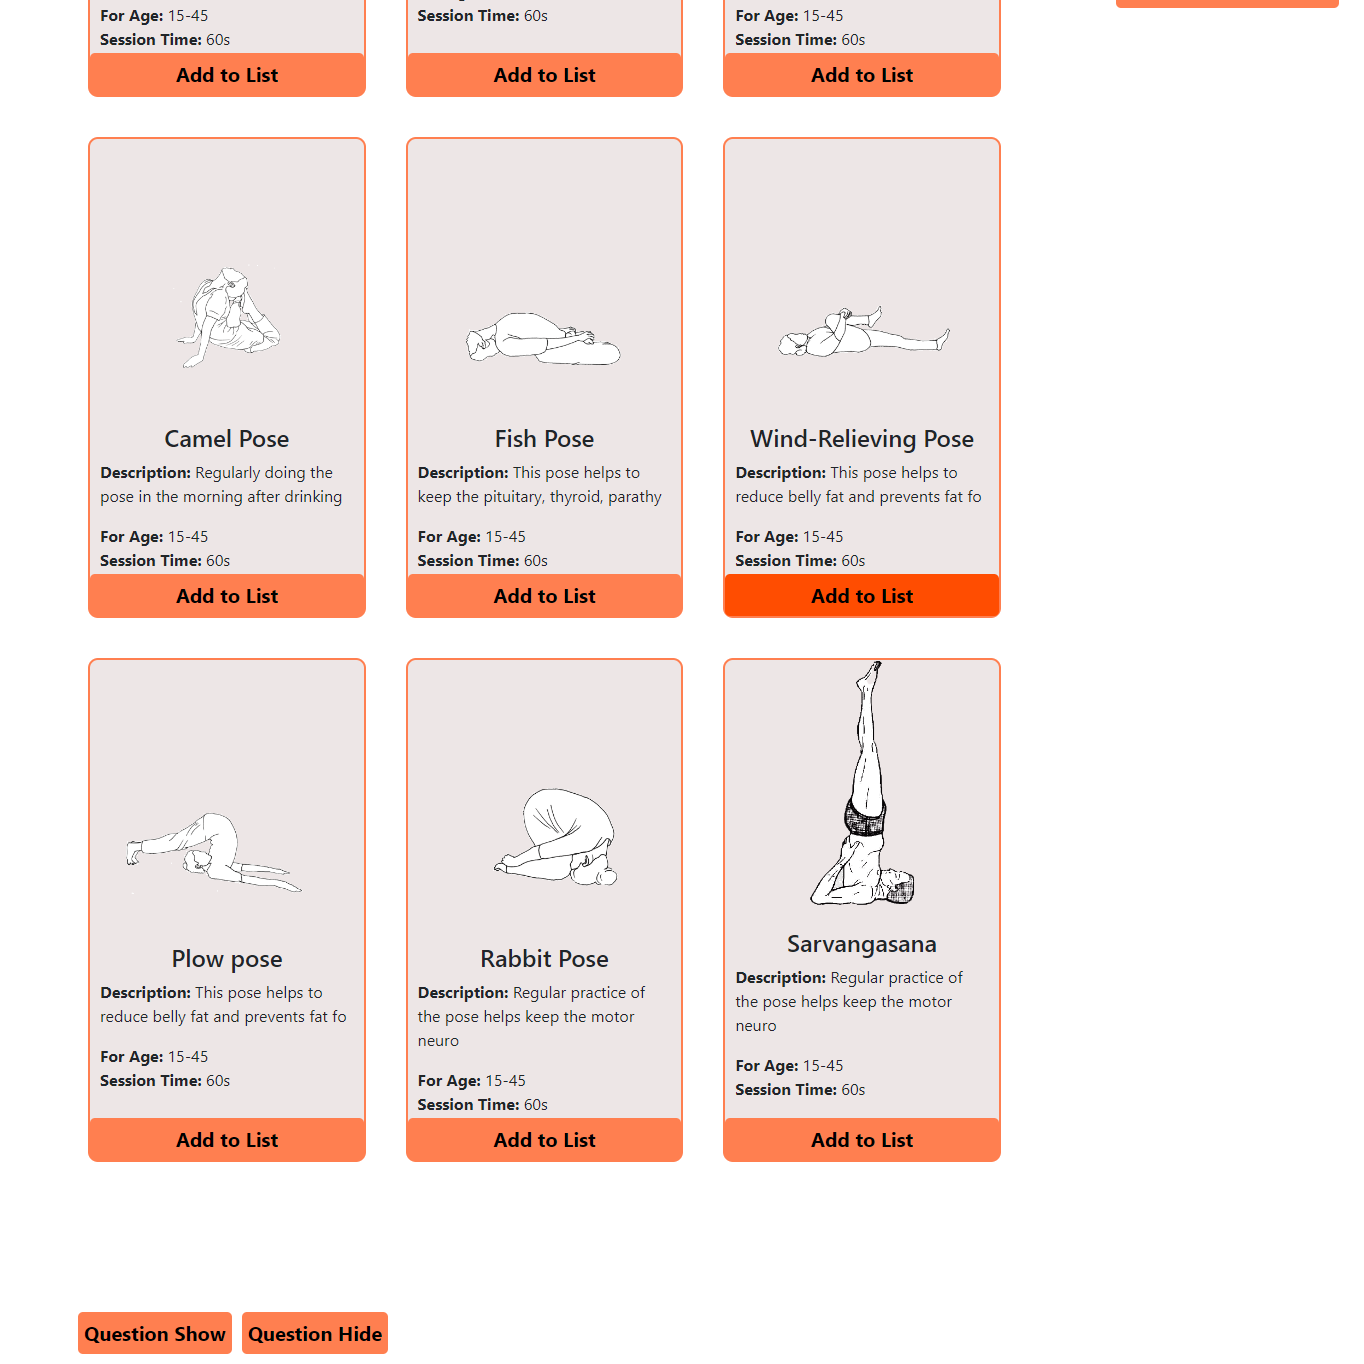 For Age: 15-45
Session Time: 60s
Add to List
Session Time: 60s
Add to List
For Age: 15-45
Session Time: 60s
Add to List
Camel Pose
Description: Regularly doing the
pose in the morning after drinking
For Age: 15-45
Session Time: 60s
Add to List
Fish Pose
Description: This pose helps to
keep the pituitary, thyroid, parathy
For Age: 15-45
Session Time: 60s
Add to List
Wind-Relieving Pose
Description: This pose helps to
reduce belly fat and prevents fat fo
For Age: 15-45
Session Time: 60s
Add to List
Plow pose
Description: This pose helps to
reduce belly fat and prevents fat fo
For Age: 15-45
Session Time: 60s
Add to List
Rabbit Pose
Description: Regular practice of
the pose helps keep the motor
neuro
For Age: 15-45
Session Time: 60s
Add to List
Sarvangasana
Description: Regular practice of
the pose helps keep the motor
neuro
For Age: 15-45
Session Time: 60s
Add to List
Question Show
Question Hide